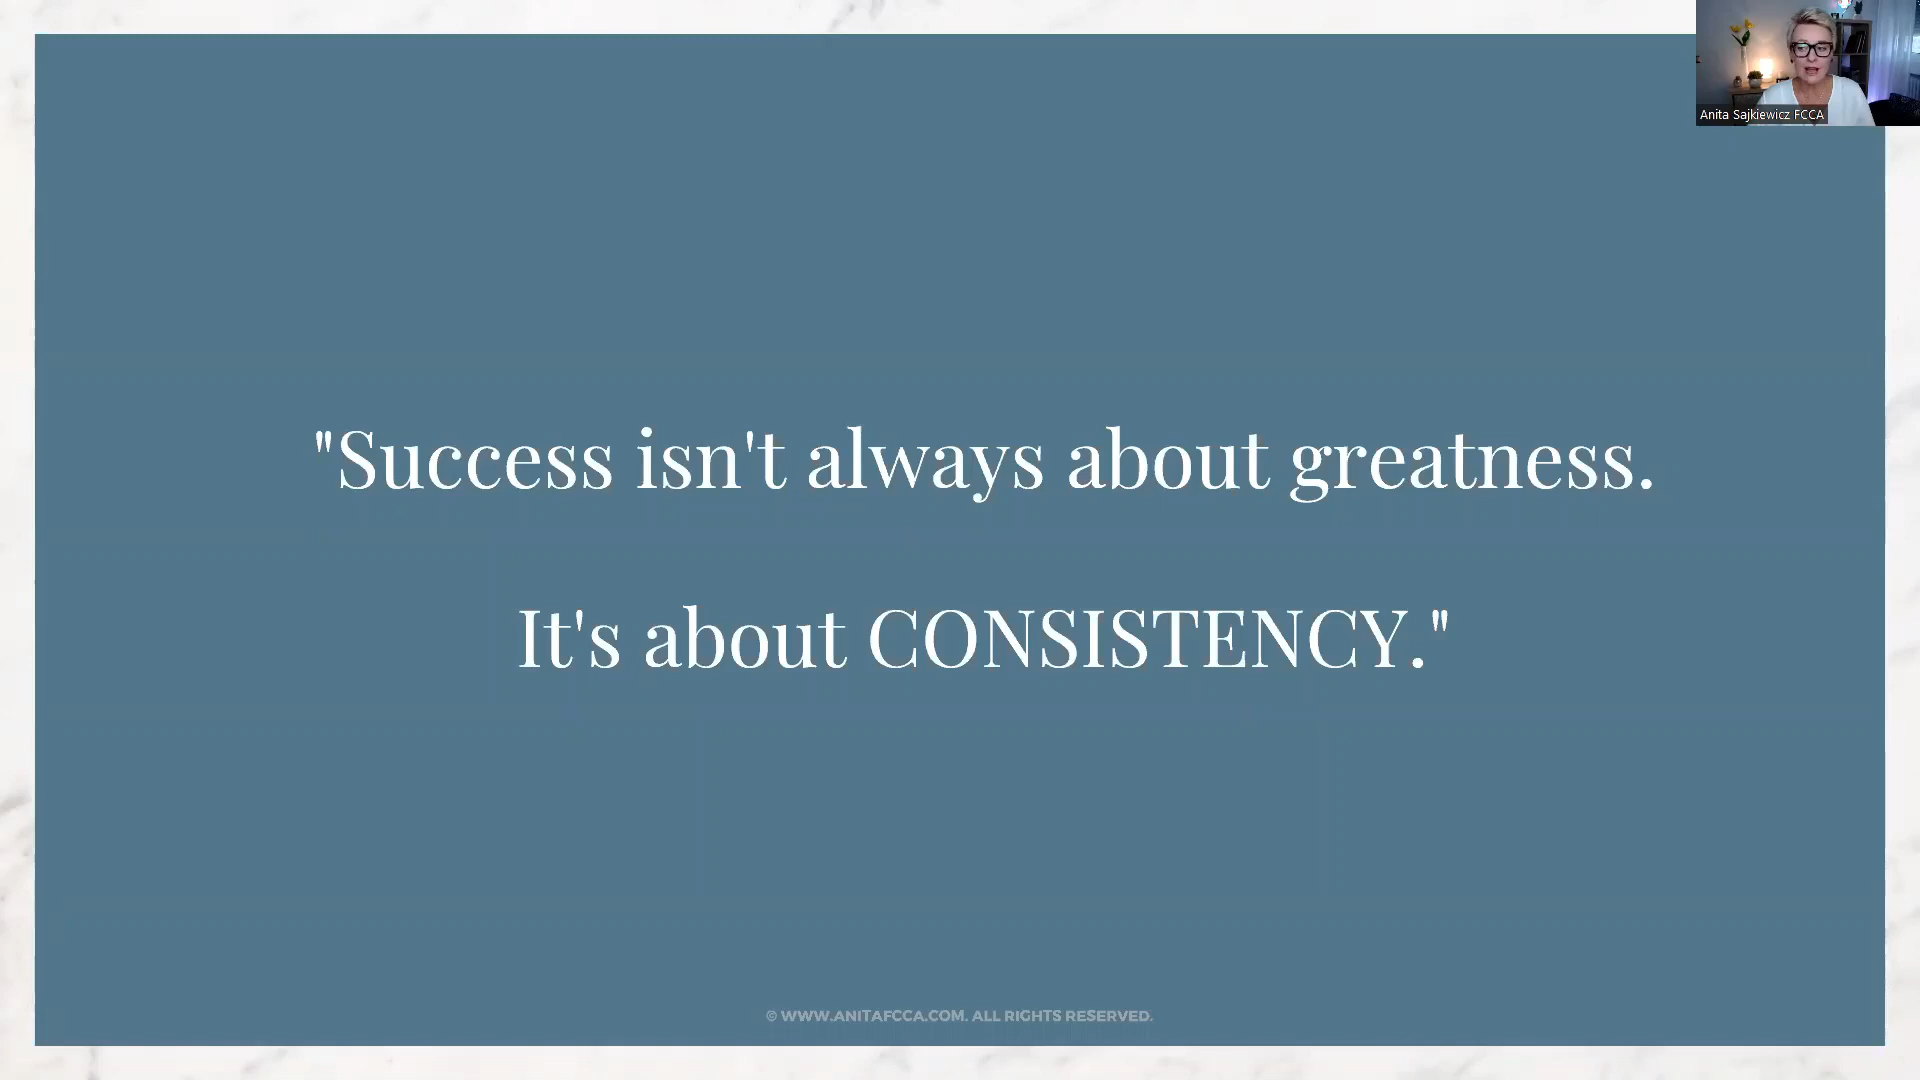 Anita Sajkiewicz FCCA
"Success isn't always about greatness.
It's about CONSISTENCY."
© WWW.ANITAFCCA.COM. ALL RIGHTS RESERVED.